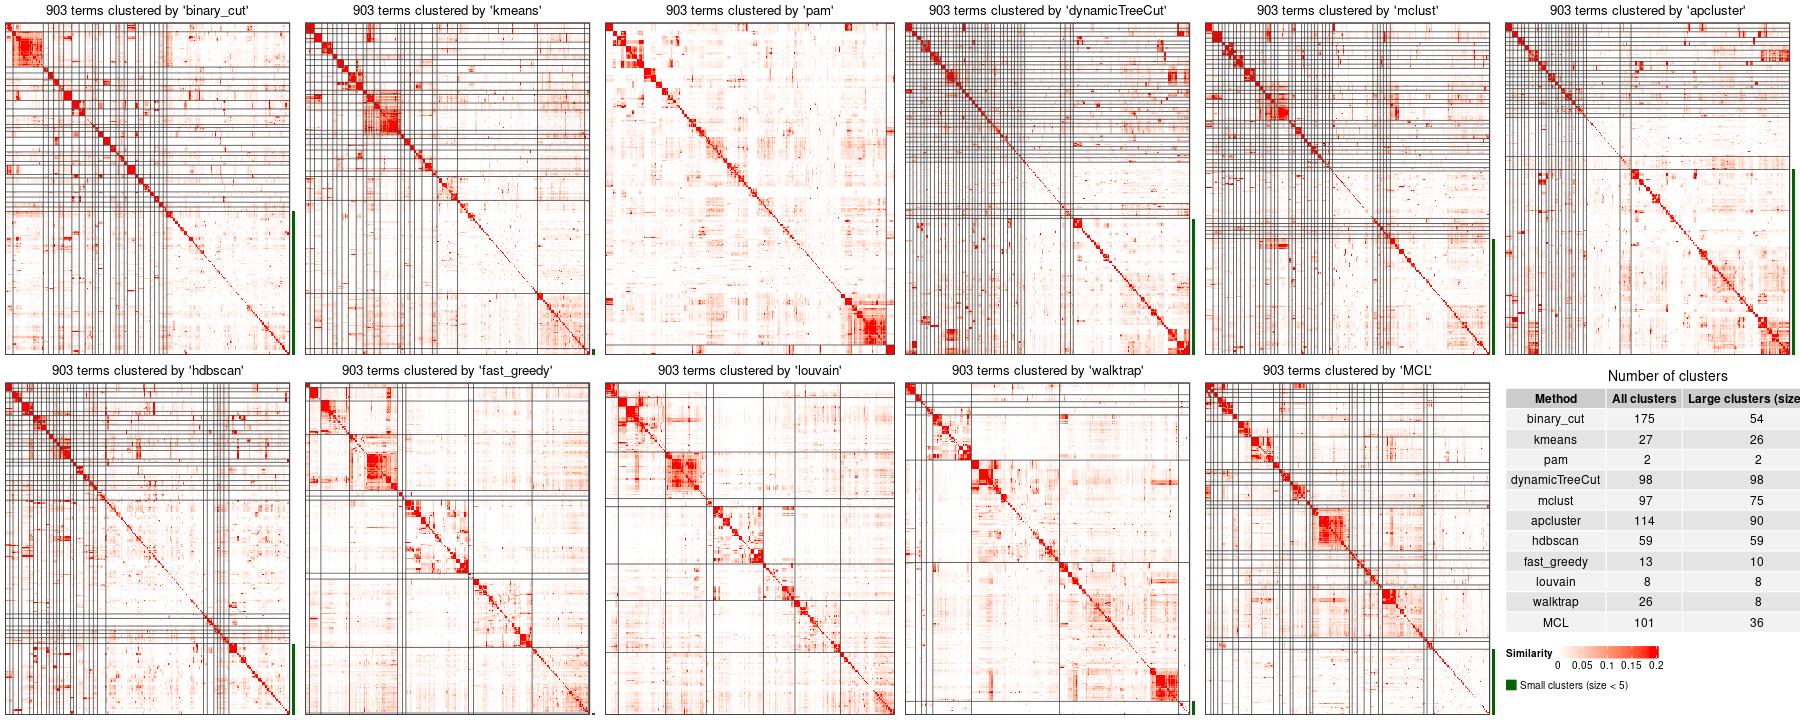 903 terms clustered by 'binary_cut'
903 terms clustered by 'kmeans'
903 terms clustered by 'pam'
903 terms clustered by 'dynamicTreeCut'
903 terms clustered by 'mclust'
903 terms clustered by 'apcluster'
903 terms clustered by 'hdbscan'
903 terms clustered by 'fast_greedy'
903 terms clustered by 'louvain'
903 terms clustered by 'walktrap'
903 terms clustered by 'MCL'
Number of clusters
Method All clusters Large clusters (size
binary_cut 175 54
kmeans 27 26
pam 2 2
dynamicTreeCut 98 98
mclust 97 75
apcluster 114 90
hdbscan 59 59
fast_greedy 13 10
louvain 8 8
walktrap 26 8
MCL 101 36
Similarity
0 0.05 0.1 0.15 0.2
Small clusters (size < 5)